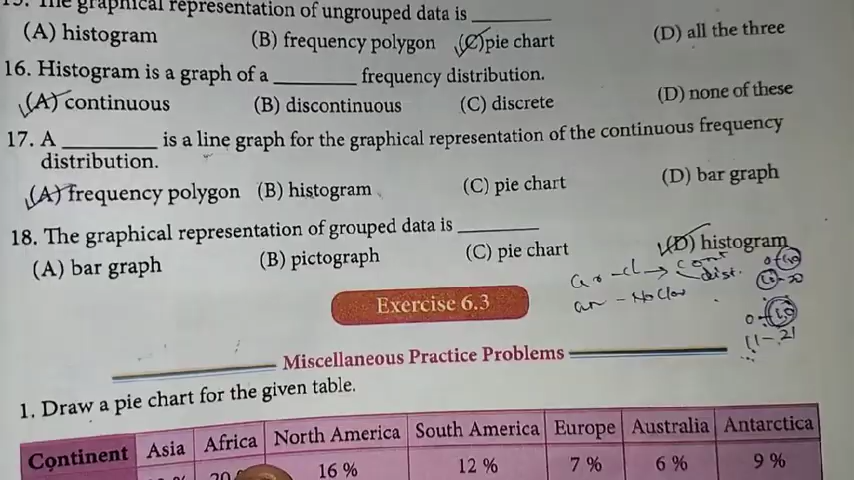 15. The graphical representation of ungrouped data is ________
(A) histogram (B) frequency polygon (C) pie chart (D) all the three
16. Histogram is a graph of a ________ frequency distribution.
(A) continuous (B) discontinuous (C) discrete (D) none of these
17. A ________ is a line graph for the graphical representation of the continuous frequency
distribution.
(A) frequency polygon (B) histogram (C) pie chart (D) bar graph
18. The graphical representation of grouped data is ________
(A) bar graph (B) pictograph (C) pie chart (D) histogram
cont
dist.
11 - 21
Exercise 6.3
Miscellaneous Practice Problems
1. Draw a pie chart for the given table.
Continent Asia Africa North America South America Europe Australia Antarctica
16 % 12 % 7 % 6 % 9 %